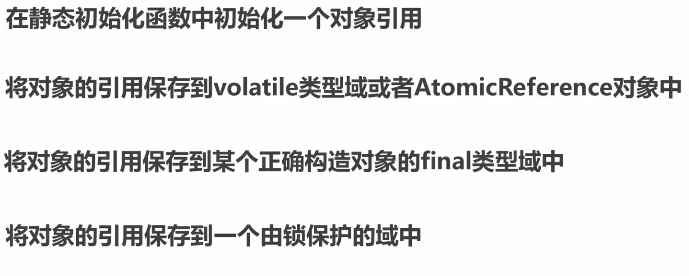 在静态初始化函数中初始化一个对象引用
将对象的引用保存到volatile类型域或者AtomicReference对象中
将对象的引用保存到某个正确构造对象的final类型域中
将对象的引用保存到一个由锁保护的域中